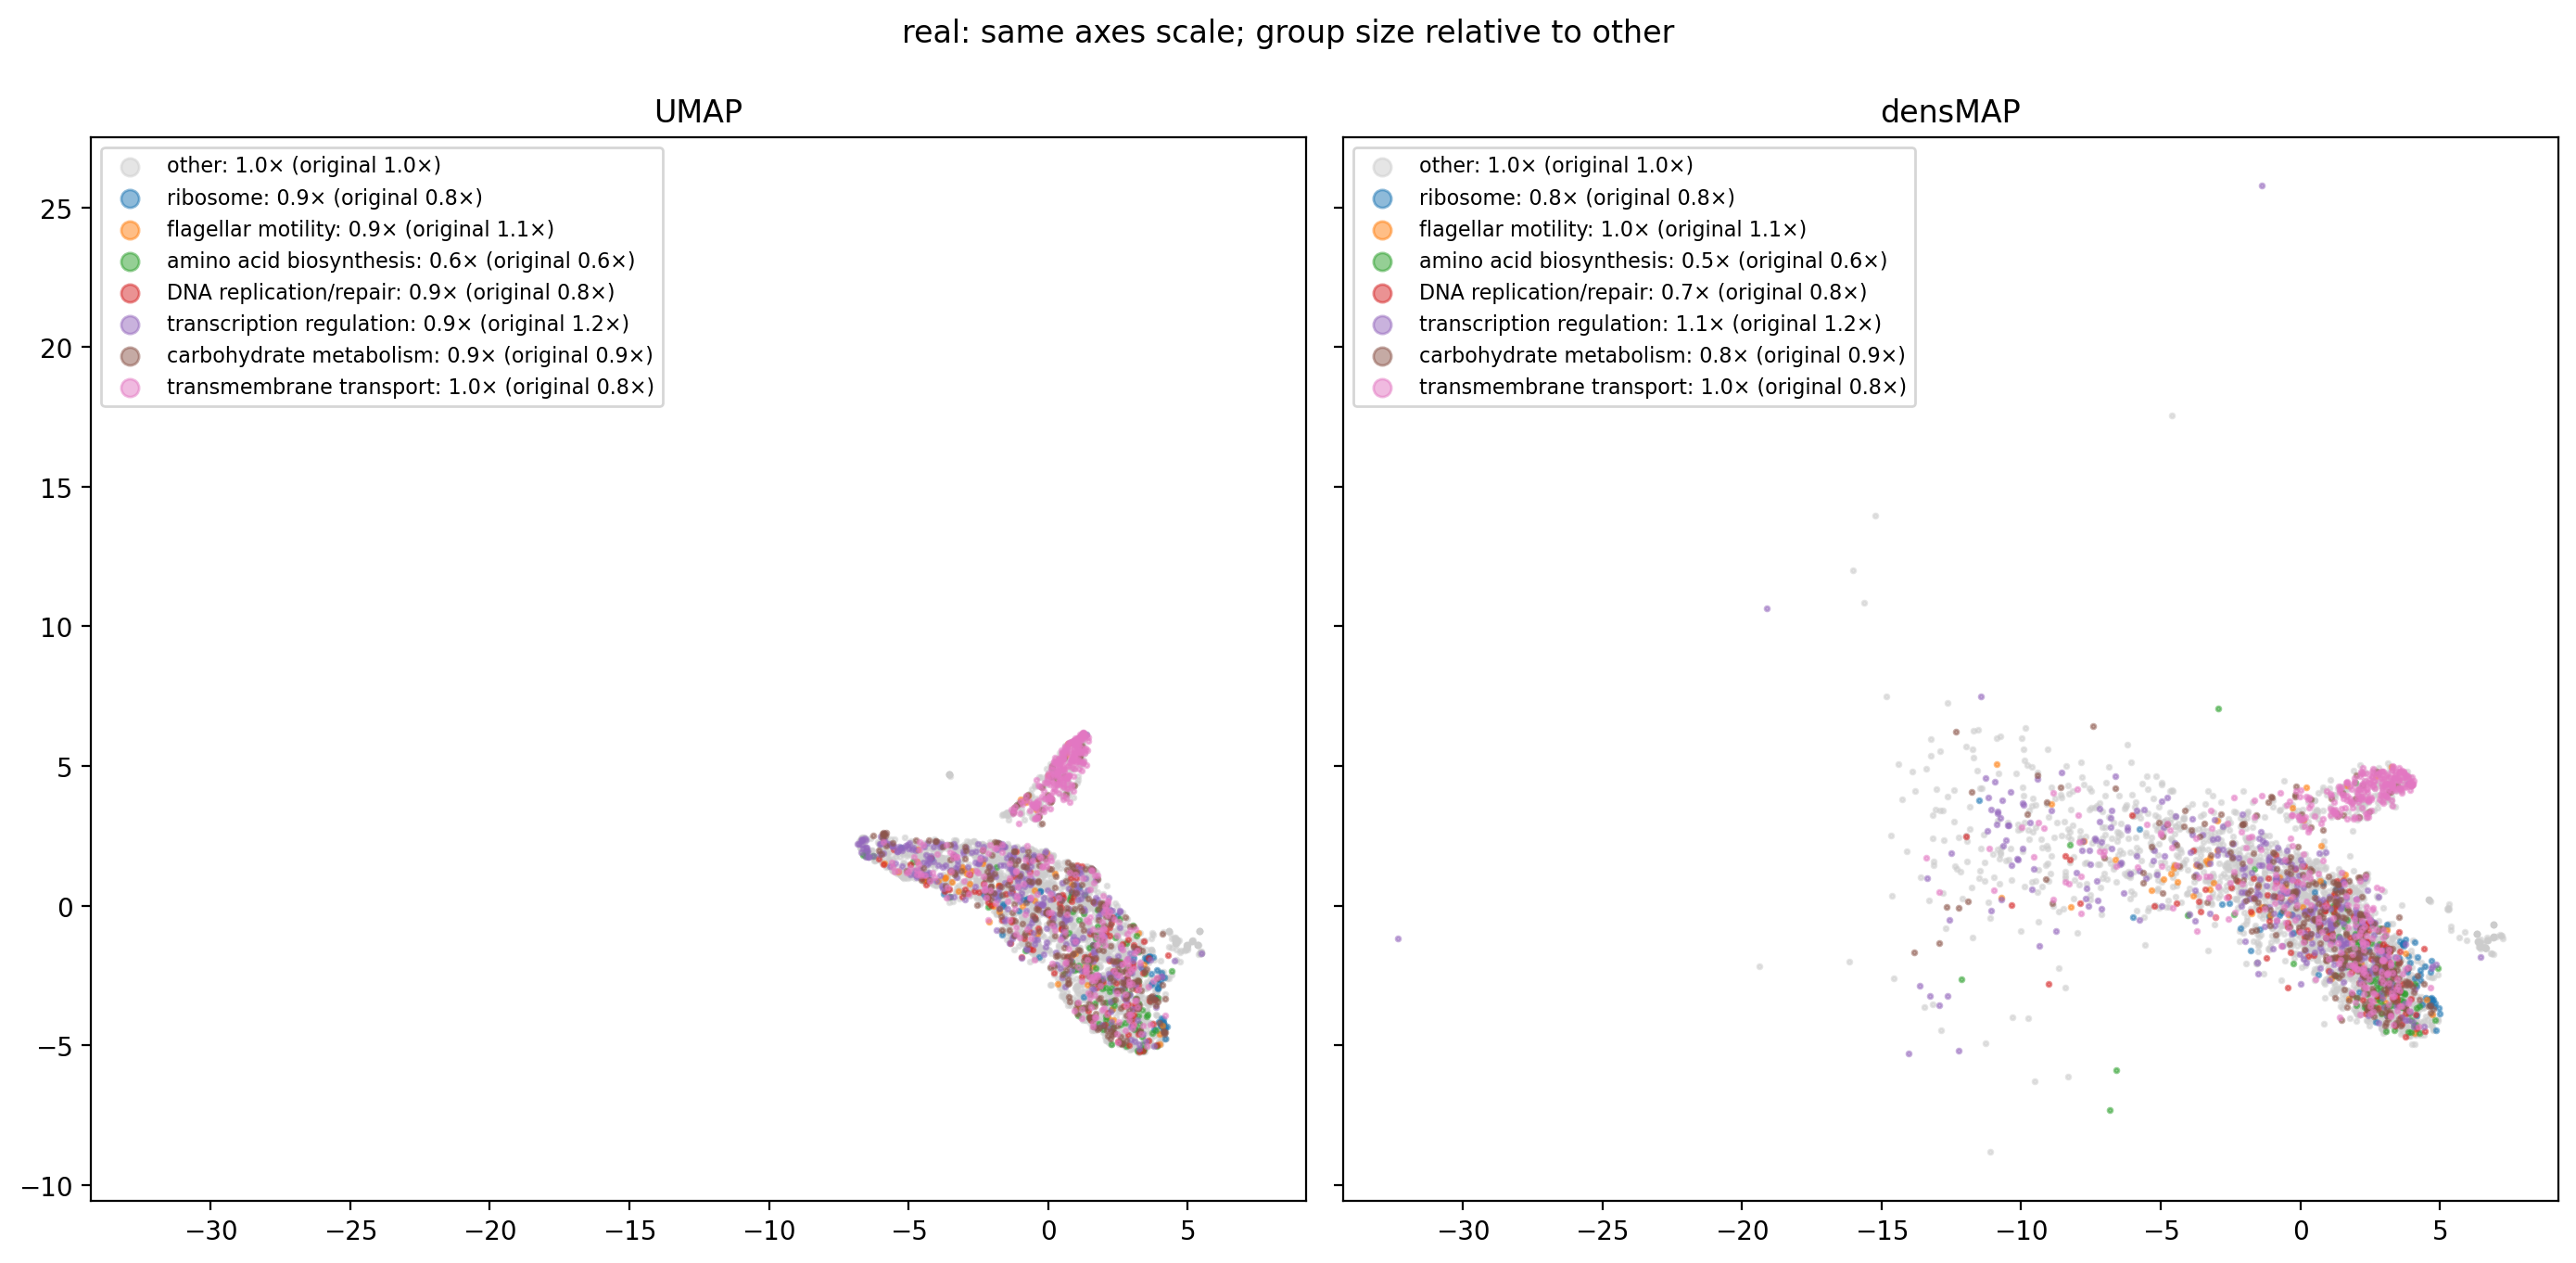 real: same axes scale; group size relative to other
UMAP
other: 1.0× (original 1.0×)
ribosome: 0.9× (original 0.8×)
flagellar motility: 0.9× (original 1.1×)
amino acid biosynthesis: 0.6× (original 0.6×)
DNA replication/repair: 0.9× (original 0.8×)
transcription regulation: 0.9× (original 1.2×)
carbohydrate metabolism: 0.9× (original 0.9×)
transmembrane transport: 1.0× (original 0.8×)
25
20
15
10
5
0
−5
−10
−30
−25
−20
−15
−10
−5
0
5
densMAP
other: 1.0× (original 1.0×)
ribosome: 0.8× (original 0.8×)
flagellar motility: 1.0× (original 1.1×)
amino acid biosynthesis: 0.5× (original 0.6×)
DNA replication/repair: 0.7× (original 0.8×)
transcription regulation: 1.1× (original 1.2×)
carbohydrate metabolism: 0.8× (original 0.9×)
transmembrane transport: 1.0× (original 0.8×)
−30
−25
−20
−15
−10
−5
0
5